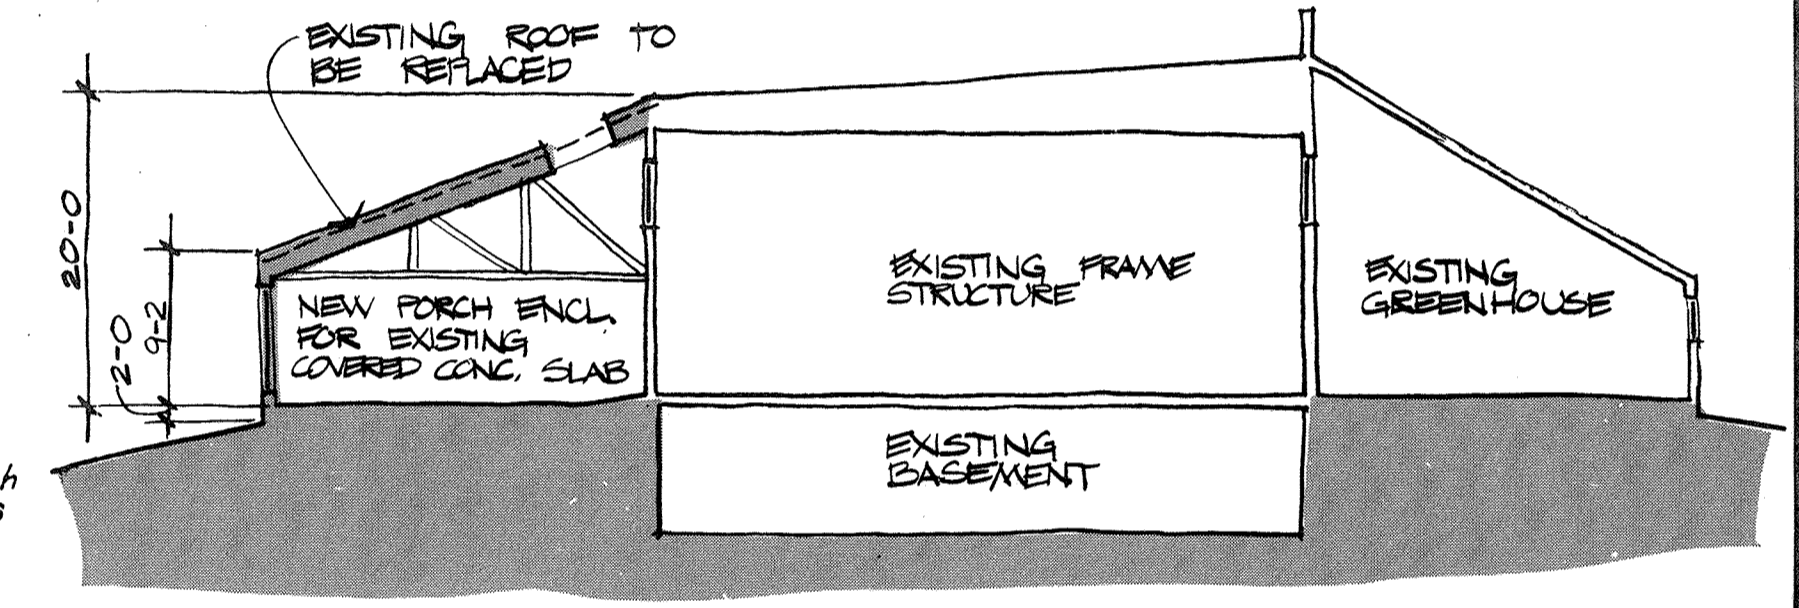 EXISTING ROOF TO
BE REPLACED
20-0
9-2
2-0
NEW PORCH ENCL.
FOR EXISTING
COVERED CONC. SLAB
EXISTING FRAME
STRUCTURE
EXISTING
GREENHOUSE
EXISTING
BASEMENT
h
s